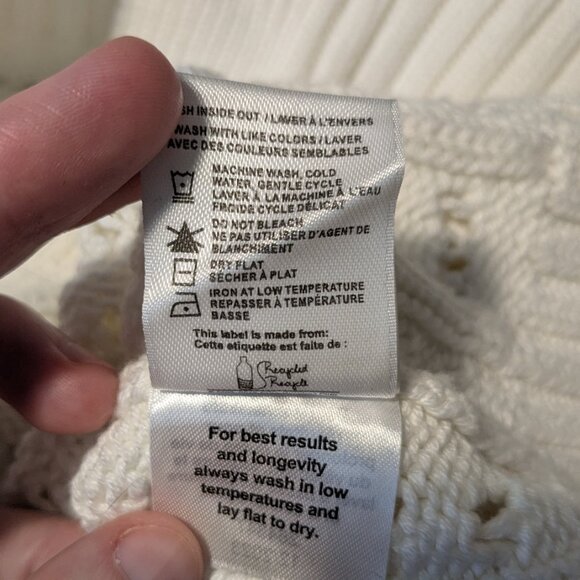 INSIDE OUT / LAVER À L'ENVERS
WASH WITH LIKE COLORS / LAVER
AVEC DES COULEURS SEMBLABLES
MACHINE WASH, COLD
WATER, GENTLE CYCLE
LAVER À LA MACHINE À L'EAU
FROIDE CYCLE DÉLICAT
DO NOT BLEACH
NE PAS UTILISER D'AGENT DE
BLANCHIMENT
DRY FLAT
SÉCHER À PLAT
IRON AT LOW TEMPERATURE
REPASSER À TEMPÉRATURE
BASSE
This label is made from:
Cette etiquette est faite de :
Recycled
Recycle
For best results
and longevity
always wash in low
temperatures and
lay flat to dry.